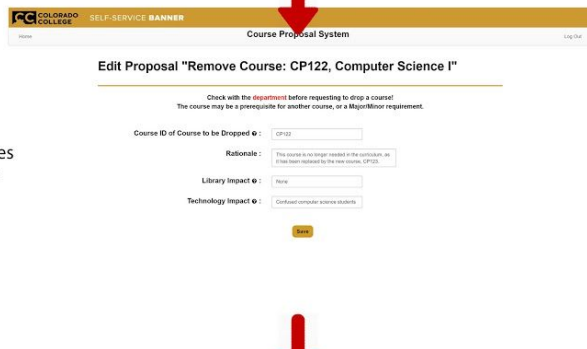 COLORADO COLLEGE SELF-SERVICE BANNER
Home Course Proposal System Log Out
Edit Proposal "Remove Course: CP122, Computer Science I"
Check with the department before requesting to drop a course!
The course may be a prerequisite for another course, or a Major/Minor requirement.
Course ID of Course to be Dropped : CP122
es
Rationale : This course is no longer needed in the curriculum, as
it has been replaced by the new course, CP123.
Library Impact : None
Technology Impact : Confused computer science students
Save